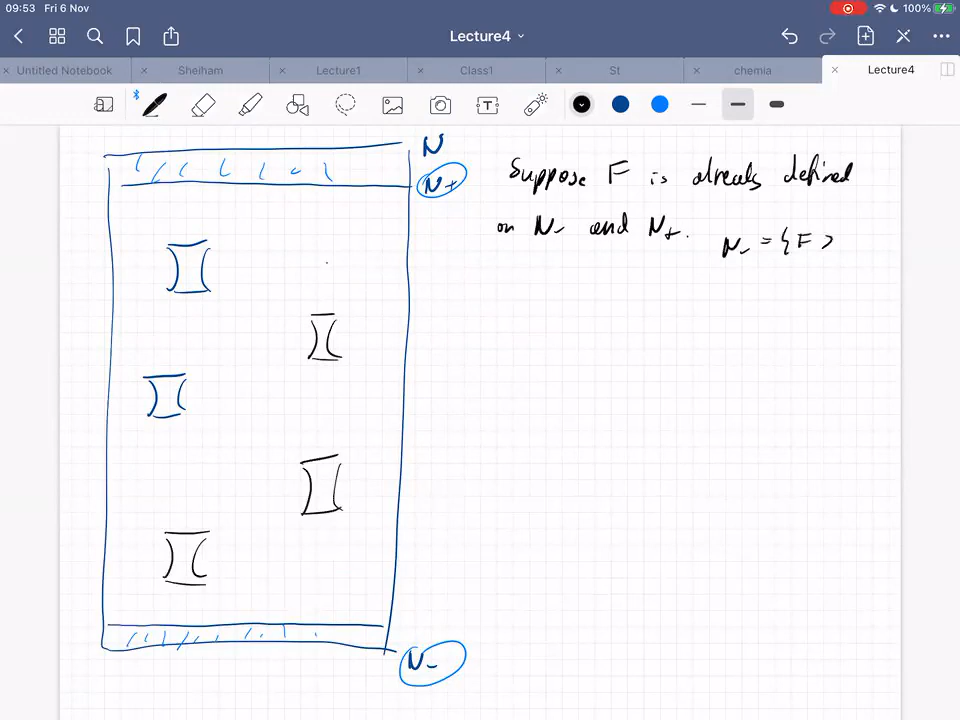 09:53 Fri 6 Nov 100%
Lecture4
Untitled Notebook Sheiham Lecture1 Class1 St chemia Lecture4
N
N+
Suppose F is already defined
on N- and N+. N- = { F >
N-